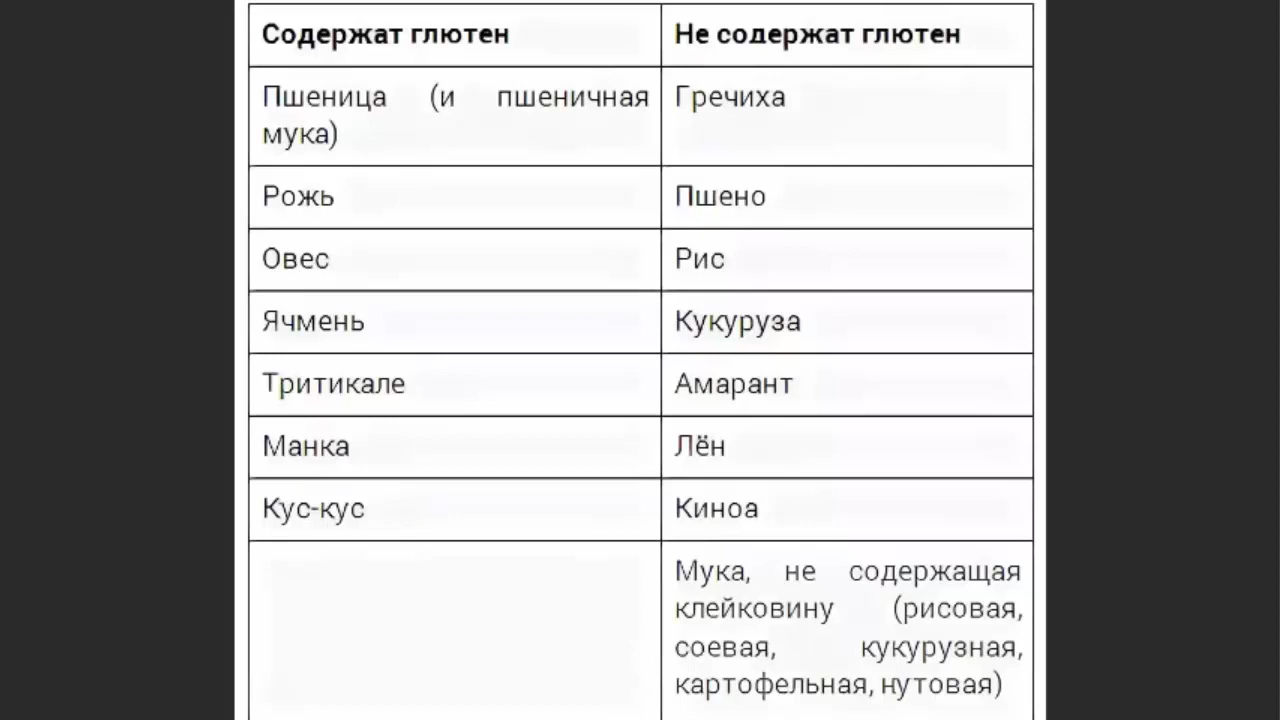 Содержат глютен
Не содержат глютен
Пшеница (и пшеничная
мука)
Гречиха
Рожь
Пшено
Овес
Рис
Ячмень
Кукуруза
Тритикале
Амарант
Манка
Лён
Кус-кус
Киноа
Мука, не содержащая
клейковину (рисовая,
соевая, кукурузная,
картофельная, нутовая)